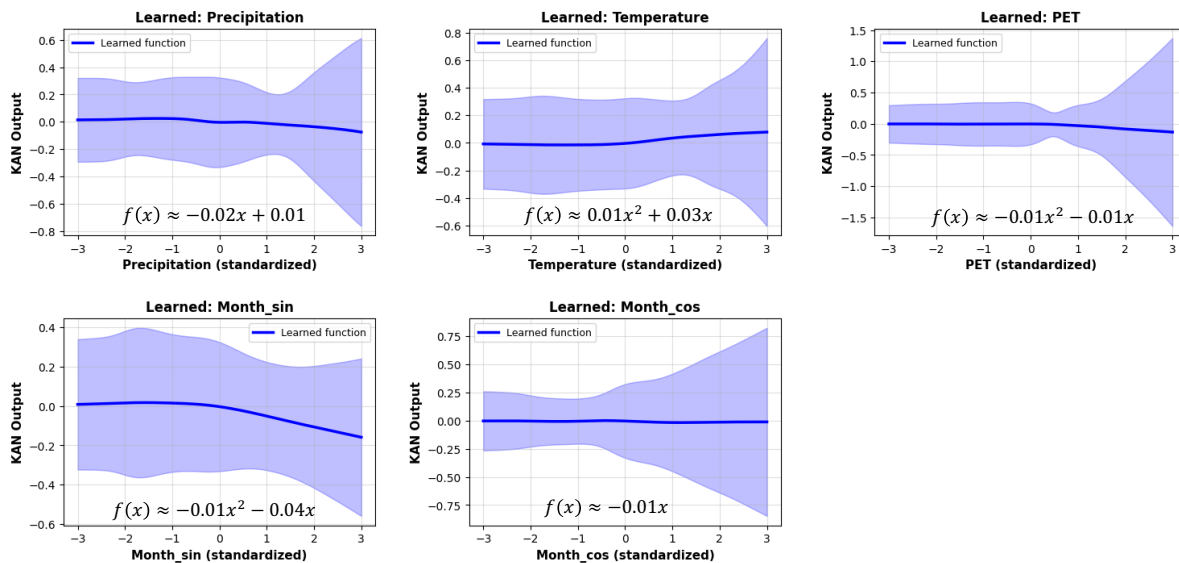 Learned: Precipitation
KAN Output
0.6
0.4
0.2
0.0
−0.2
−0.4
−0.6
−0.8
Learned function
f(x) ≈ −0.02x + 0.01
−3 −2 −1 0 1 2 3
Precipitation (standardized)
Learned: Temperature
KAN Output
0.8
0.6
0.4
0.2
0.0
−0.2
−0.4
−0.6
Learned function
f(x) ≈ 0.01x² + 0.03x
−3 −2 −1 0 1 2 3
Temperature (standardized)
Learned: PET
KAN Output
1.5
1.0
0.5
0.0
−0.5
−1.0
−1.5
Learned function
f(x) ≈ −0.01x² − 0.01x
−3 −2 −1 0 1 2 3
PET (standardized)
Learned: Month_sin
KAN Output
0.4
0.2
0.0
−0.2
−0.4
−0.6
Learned function
f(x) ≈ −0.01x² − 0.04x
−3 −2 −1 0 1 2 3
Month_sin (standardized)
Learned: Month_cos
KAN Output
0.75
0.50
0.25
0.00
−0.25
−0.50
−0.75
Learned function
f(x) ≈ −0.01x
−3 −2 −1 0 1 2 3
Month_cos (standardized)